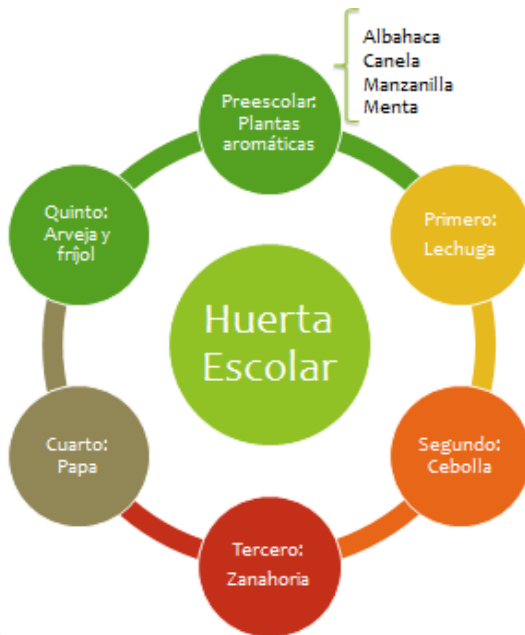 Albahaca
Canela
Manzanilla
Menta
Preescolar:
Plantas
aromáticas
Primero:
Lechuga
Segundo:
Cebolla
Tercero:
Zanahoria
Cuarto:
Papa
Quinto:
Arveja y
fríjol
Huerta
Escolar